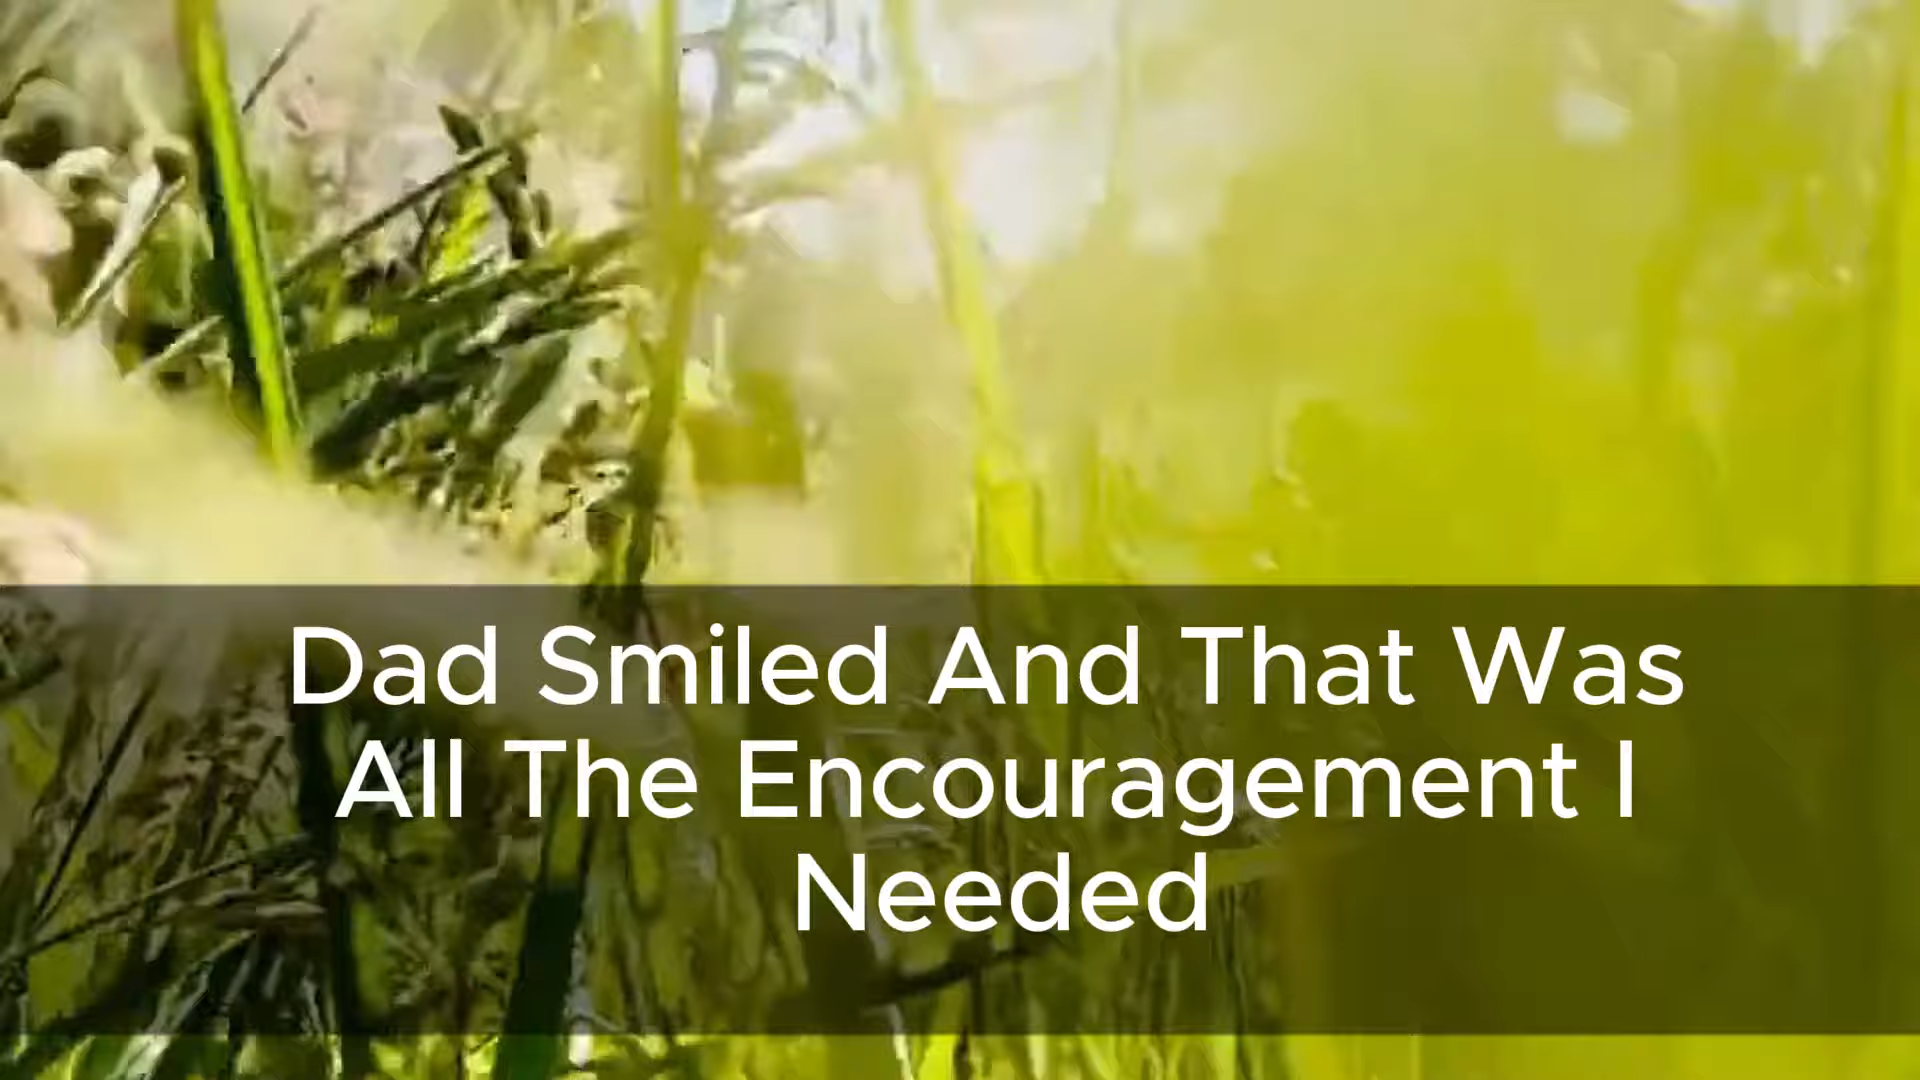 Dad Smiled And That Was
All The Encouragement I
Needed